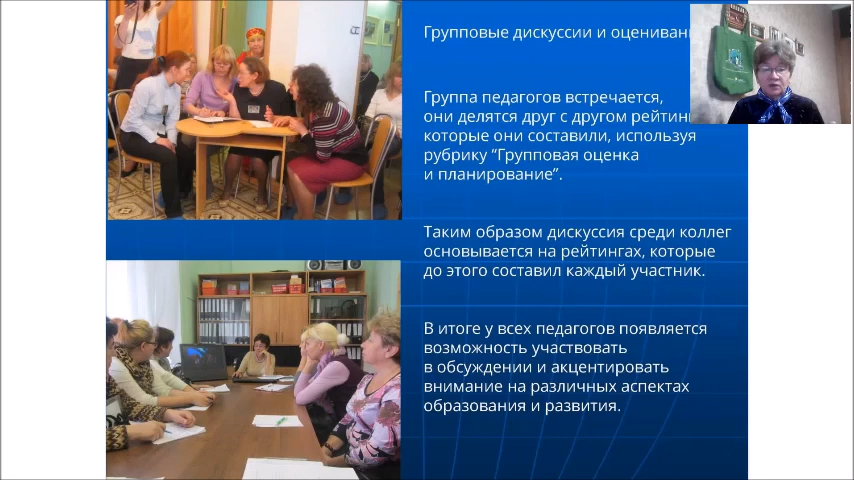 Групповые дискуссии и
Группа педагогов встречается,
они делятся друг с другом
которые они составили, используя
рубрику “Групповая оценка
и планирование”.
Таким образом дискуссия среди коллег
основывается на рейтингах, которые
до этого составил каждый участник.
В итоге у всех педагогов появляется
возможность участвовать
в обсуждении и акцентировать
внимание на различных аспектах
образования и развития.